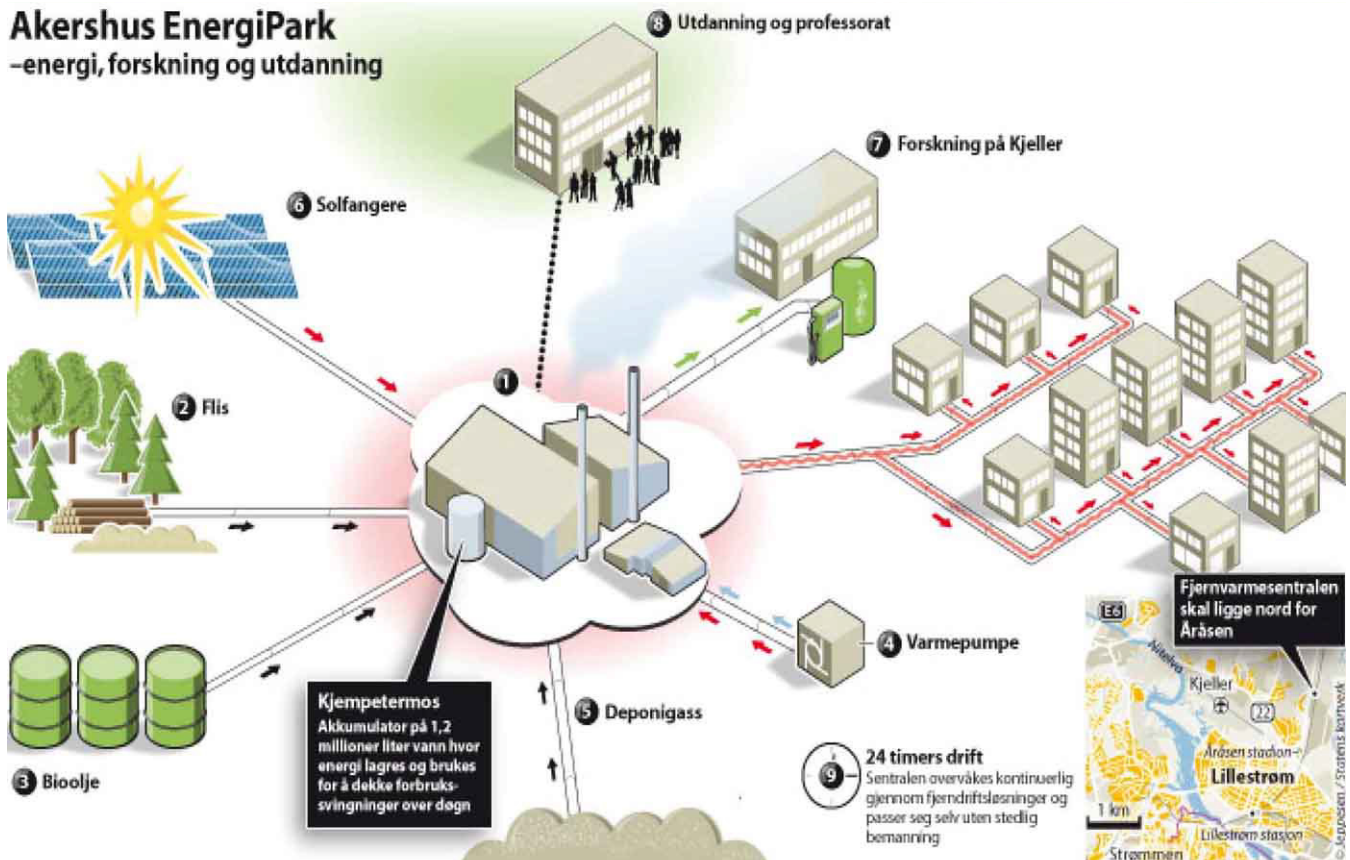 Akershus EnergiPark
–energi, forskning og utdanning
8 Utdanning og professorat
7 Forskning på Kjeller
6 Solfangere
1
2 Flis
Fjernvarmesentralen
skal ligge nord for
Åråsen
4 Varmepumpe
Kjempetermos
Akkumulator på 1,2
millioner liter vann hvor
energi lagres og brukes
for å dekke forbruks-
svingninger over døgn
5 Deponigass
3 Bioolje
9
24 timers drift
Sentralen overvåkes kontinuerlig
gjennom fjerndriftsløsninger og
passer seg selv uten stedlig
bemanning
E6
Nitelva
Kjeller
22
Åråsen stadion
Lillestrøm
1 km
Lillestrøm stasjon
Strømmen
© Jeppesen / Statens kartverk